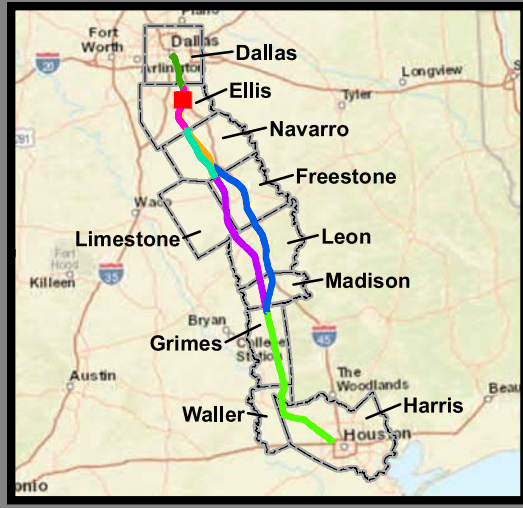 Plano
Fort
Worth
Dallas
Dallas
Arlington
20
Longview
Ellis
Tyler
281
Navarro
Freestone
Waco
Limestone
Leon
Fort
Hood
Killeen
35
Madison
Bryan
Grimes
College
Station
45
The
Woodlands
Austin
Waller
Harris
Beau
Houston
onio